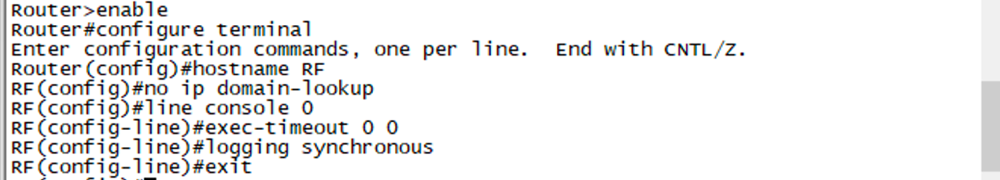 Router>enable
Router#configure terminal
Enter configuration commands, one per line.  End with CNTL/Z.
Router(config)#hostname RF
RF(config)#no ip domain-lookup
RF(config)#line console 0
RF(config-line)#exec-timeout 0 0
RF(config-line)#logging synchronous
RF(config-line)#exit